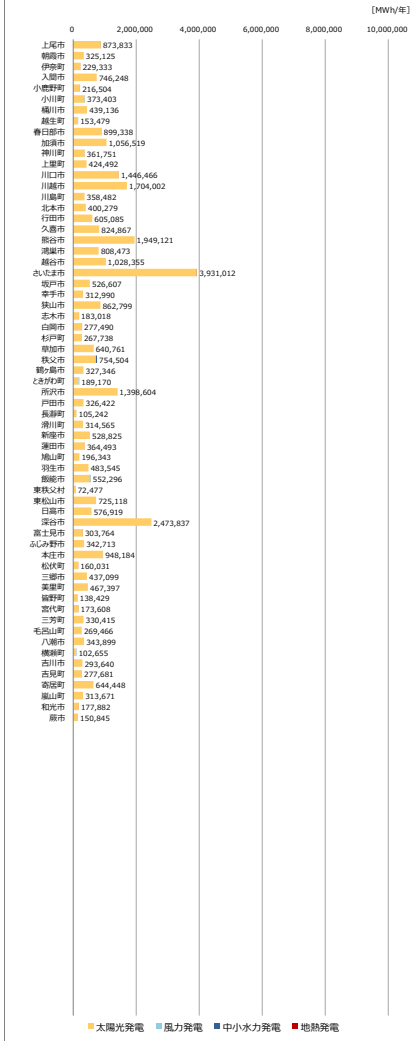 [MWh/年]
0 2,000,000 4,000,000 6,000,000 8,000,000 10,000,000
上尾市 873,833
朝霞市 325,125
伊奈町 229,333
入間市 746,248
小鹿野町 216,504
小川町 373,403
桶川市 439,136
越生町 153,479
春日部市 899,338
加須市 1,056,519
神川町 361,751
上里町 424,492
川口市 1,446,466
川越市 1,704,002
川島町 358,482
北本市 400,279
行田市 605,085
久喜市 824,867
熊谷市 1,949,121
鴻巣市 808,473
越谷市 1,028,355
さいたま市 3,931,012
坂戸市 526,607
幸手市 312,990
狭山市 862,799
志木市 183,018
白岡市 277,490
杉戸町 267,738
草加市 640,761
秩父市 754,504
鶴ヶ島市 327,346
ときがわ町 189,170
所沢市 1,398,604
戸田市 326,422
長瀞町 105,242
滑川町 314,565
新座市 528,825
蓮田市 364,493
鳩山町 196,343
羽生市 483,545
飯能市 552,296
東秩父村 72,477
東松山市 725,118
日高市 576,919
深谷市 2,473,837
富士見市 303,764
ふじみ野市 342,713
本庄市 948,184
松伏町 160,031
三郷市 437,099
美里町 467,397
皆野町 138,429
宮代町 173,608
三芳町 330,415
毛呂山町 269,466
八潮市 343,899
横瀬町 102,655
吉川市 293,640
吉見町 277,681
寄居町 644,448
嵐山町 313,671
和光市 177,882
蕨市 150,845
0 2,000,000 4,000,000 6,000,000 8,000,000 10,000,000
太陽光発電 風力発電 中小水力発電 地熱発電